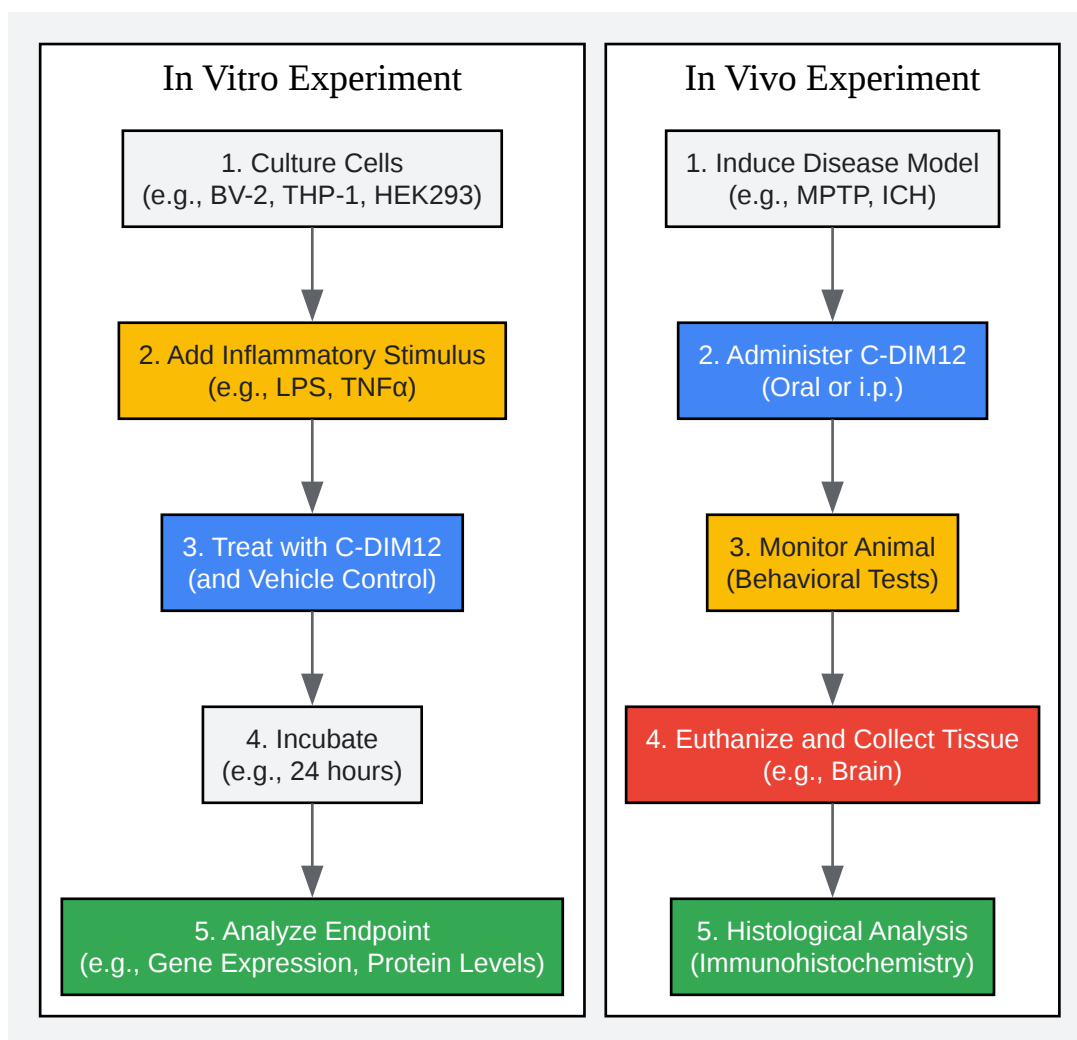 In Vitro Experiment
1. Culture Cells
(e.g., BV-2, THP-1, HEK293)
2. Add Inflammatory Stimulus
(e.g., LPS, TNFα)
3. Treat with C-DIM12
(and Vehicle Control)
4. Incubate
(e.g., 24 hours)
5. Analyze Endpoint
(e.g., Gene Expression, Protein Levels)
In Vivo Experiment
1. Induce Disease Model
(e.g., MPTP, ICH)
2. Administer C-DIM12
(Oral or i.p.)
3. Monitor Animal
(Behavioral Tests)
4. Euthanize and Collect Tissue
(e.g., Brain)
5. Histological Analysis
(Immunohistochemistry)